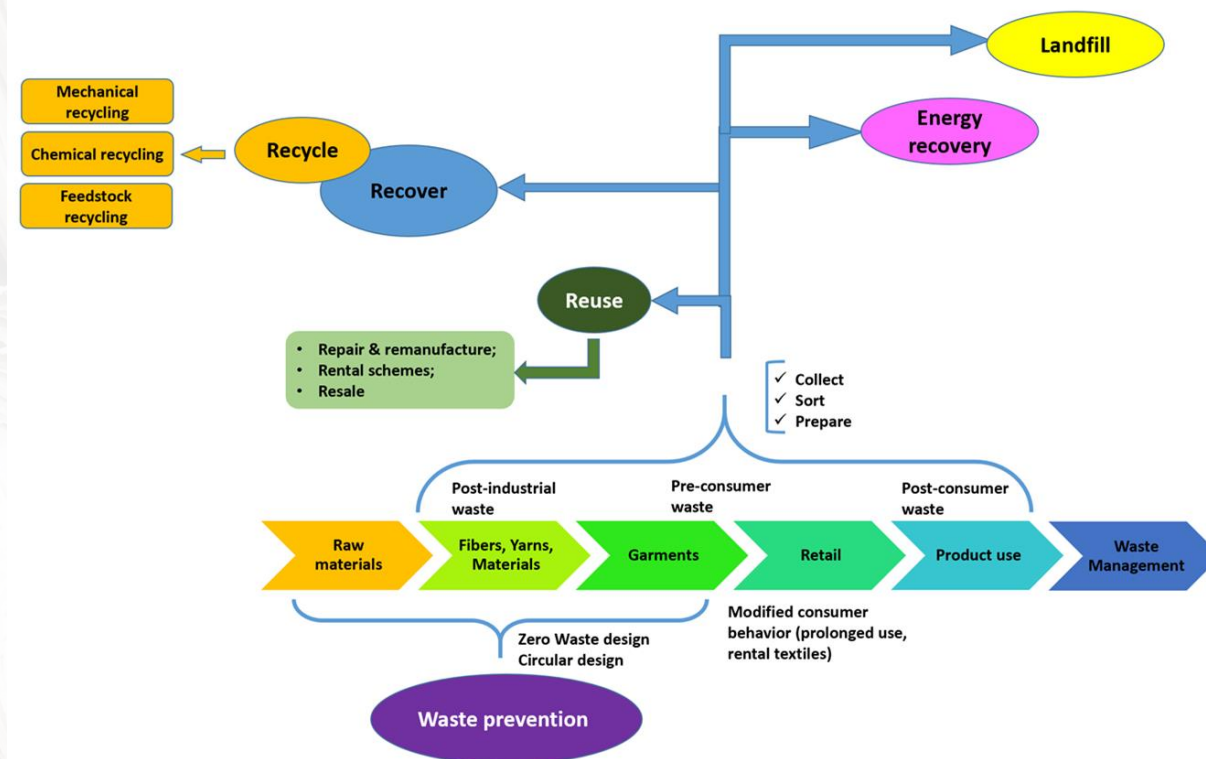 Landfill
Energy
recovery
Mechanical
recycling
Chemical recycling
Feedstock
recycling
Recycle
Recover
Reuse
• Repair & remanufacture;
• Rental schemes;
• Resale
✓ Collect
✓ Sort
✓ Prepare
Post-industrial
waste
Pre-consumer
waste
Post-consumer
waste
Raw
materials
Fibers, Yarns,
Materials
Garments
Retail
Product use
Waste
Management
Zero Waste design
Circular design
Modified consumer
behavior (prolonged use,
rental textiles)
Waste prevention